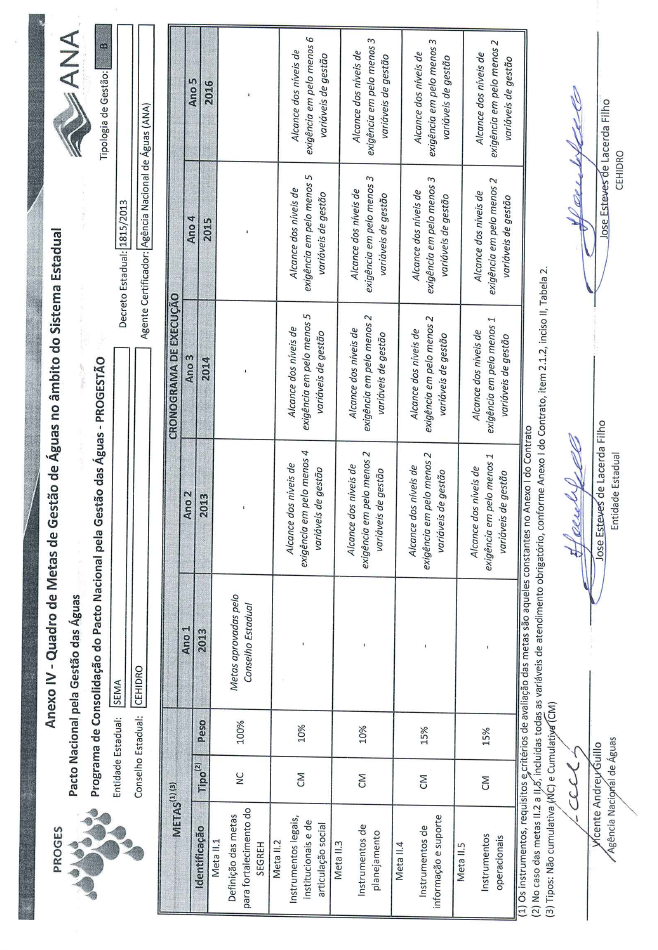 Anexo IV - Quadro de Metas de Gestão de Águas no âmbito do Sistema Estadual
PROGES
Pacto Nacional pela Gestão das Águas
Programa de Consolidação do Pacto Nacional pela Gestão das Águas - PROGESTÃO
ANA
Tipologia de Gestão: B
Entidade Estadual: SEMA
Decreto Estadual: 1815/2013
Conselho Estadual: CEHIDRO
Agente Certificador: Agência Nacional de Águas (ANA)
METAS(1)(3)
CRONOGRAMA DE EXECUÇÃO
Identificação Tipo(2) Peso
Ano 1 Ano 2 Ano 3 Ano 4 Ano 5
2013 2013 2014 2015 2016
Meta II.1
Definição das metas
para fortalecimento do
SEGREH
NC 100%
Metas aprovadas pelo
Conselho Estadual
- - - -
Meta II.2
Instrumentos legais,
institucionais e de
articulação social
CM 10% -
Alcance dos níveis de
exigência em pelo menos 4
variáveis de gestão
Alcance dos níveis de
exigência em pelo menos 5
variáveis de gestão
Alcance dos níveis de
exigência em pelo menos 5
variáveis de gestão
Alcance dos níveis de
exigência em pelo menos 6
variáveis de gestão
Meta II.3
Instrumentos de
planejamento
CM 10% -
Alcance dos níveis de
exigência em pelo menos 2
variáveis de gestão
Alcance dos níveis de
exigência em pelo menos 2
variáveis de gestão
Alcance dos níveis de
exigência em pelo menos 3
variáveis de gestão
Alcance dos níveis de
exigência em pelo menos 3
variáveis de gestão
Meta II.4
Instrumentos de
informação e suporte
CM 15% -
Alcance dos níveis de
exigência em pelo menos 2
variáveis de gestão
Alcance dos níveis de
exigência em pelo menos 2
variáveis de gestão
Alcance dos níveis de
exigência em pelo menos 3
variáveis de gestão
Alcance dos níveis de
exigência em pelo menos 3
variáveis de gestão
Meta II.5
Instrumentos
operacionais
CM 15% -
Alcance dos níveis de
exigência em pelo menos 1
variáveis de gestão
Alcance dos níveis de
exigência em pelo menos 1
variáveis de gestão
Alcance dos níveis de
exigência em pelo menos 2
variáveis de gestão
Alcance dos níveis de
exigência em pelo menos 2
variáveis de gestão
(1) Os instrumentos, requisitos e critérios de avaliação das metas são aqueles constantes no Anexo I do Contrato
(2) No caso das metas II.2 a II.5, incluídas todas as variáveis de atendimento obrigatório, conforme Anexo I do Contrato, item 2.1.2, inciso II, Tabela 2.
(3) Tipos: Não cumulativa (NC) e Cumulativa (CM)
Vicente Andreu Guillo
Agência Nacional de Águas
Jose Esteves de Lacerda Filho
Entidade Estadual
Jose Esteves de Lacerda Filho
CEHIDRO